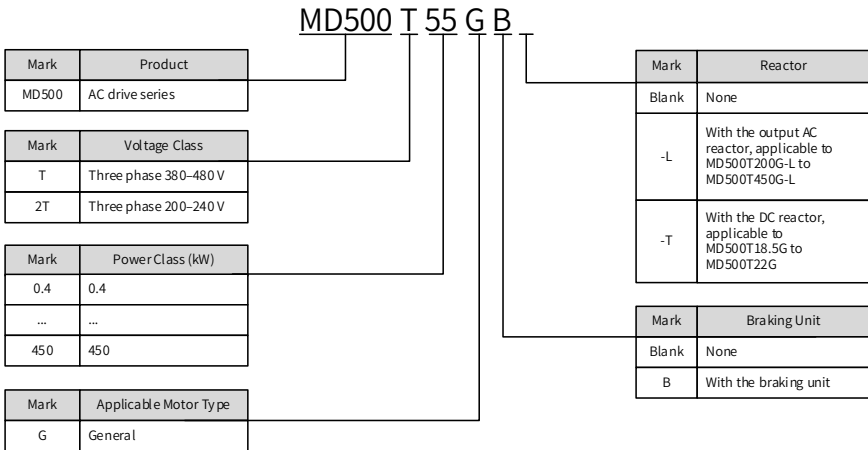 MD500 T 55 G B _
Mark Product
MD500 AC drive series
Mark Voltage Class
T Three phase 380–480 V
2T Three phase 200–240 V
Mark Power Class (kW)
0.4 0.4
... ...
450 450
Mark Applicable Motor Type
G General
Mark Reactor
Blank None
-L With the output AC
reactor, applicable to
MD500T200G-L to
MD500T450G-L
-T With the DC reactor,
applicable to
MD500T18.5G to
MD500T22G
Mark Braking Unit
Blank None
B With the braking unit